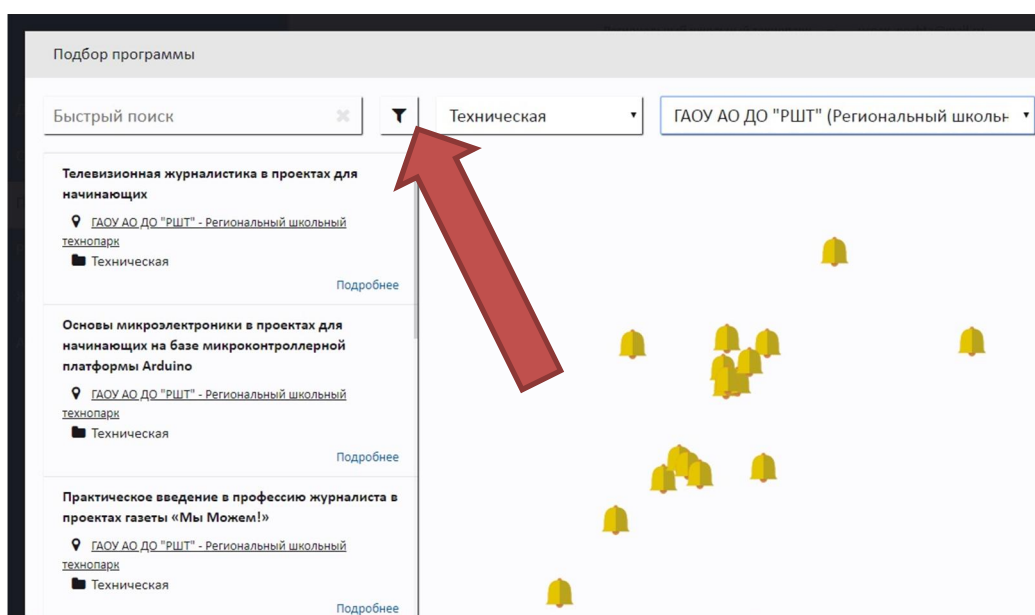 Подбор программы
Быстрый поиск
Техническая
ГАОУ АО ДО "РШТ" (Региональный школьн
Телевизионная журналистика в проектах для
начинающих
ГАОУ АО ДО "РШТ" - Региональный школьный
технопарк
Техническая
Подробнее
Основы микроэлектроники в проектах для
начинающих на базе микроконтроллерной
платформы Arduino
ГАОУ АО ДО "РШТ" - Региональный школьный
технопарк
Техническая
Подробнее
Практическое введение в профессию журналиста в
проектах газеты «Мы Можем!»
ГАОУ АО ДО "РШТ" - Региональный школьный
технопарк
Техническая
Подробнее